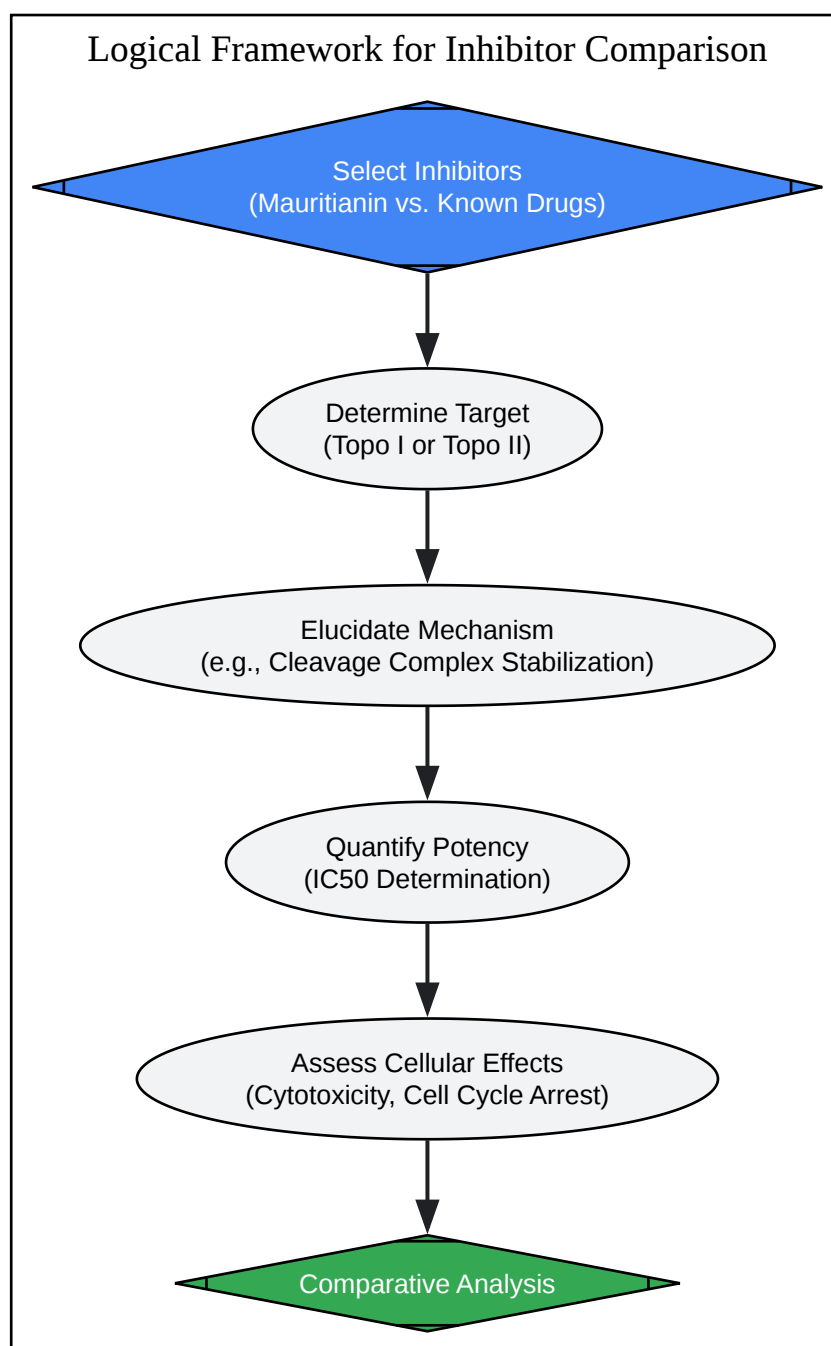 Logical Framework for Inhibitor Comparison
Select Inhibitors
(Mauritianin vs. Known Drugs)
Determine Target
(Topo I or Topo II)
Elucidate Mechanism
(e.g., Cleavage Complex Stabilization)
Quantify Potency
(IC50 Determination)
Assess Cellular Effects
(Cytotoxicity, Cell Cycle Arrest)
Comparative Analysis